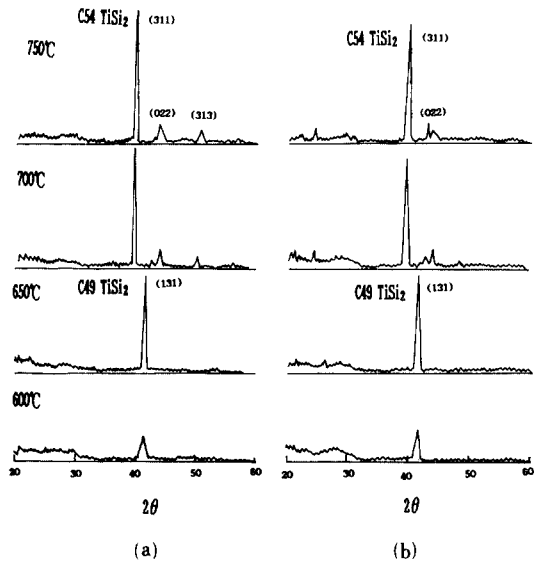 C54 TiSi2
(311)
750℃
(022)
(313)
700℃
650℃
C49 TiSi2
(131)
600℃
20 30 40 50 60
2θ
(a)
C54 TiSi2
(311)
(022)
C49 TiSi2
(131)
20 30 40 50 60
2θ
(b)